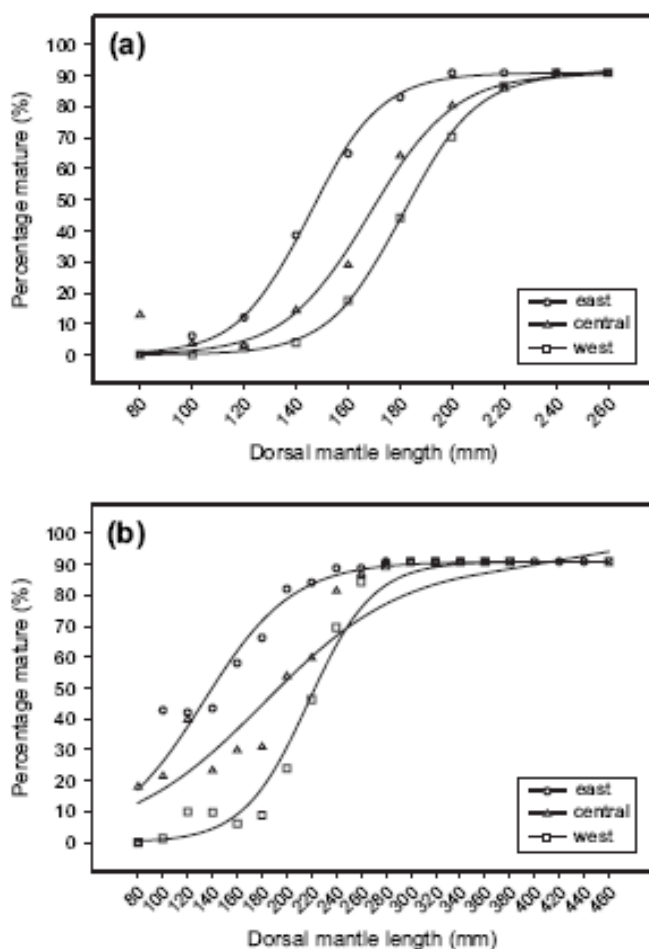 (a)
100
90
80
70
60
50
40
30
20
10
0
Percentage mature (%)
east
central
west
80 100 120 140 160 180 200 220 240 260
Dorsal mantle length (mm)
(b)
100
90
80
70
60
50
40
30
20
10
0
Percentage mature (%)
east
central
west
80 100 120 140 160 180 200 220 240 260 280 300 320 340 360 380 400 420 440 460
Dorsal mantle length (mm)